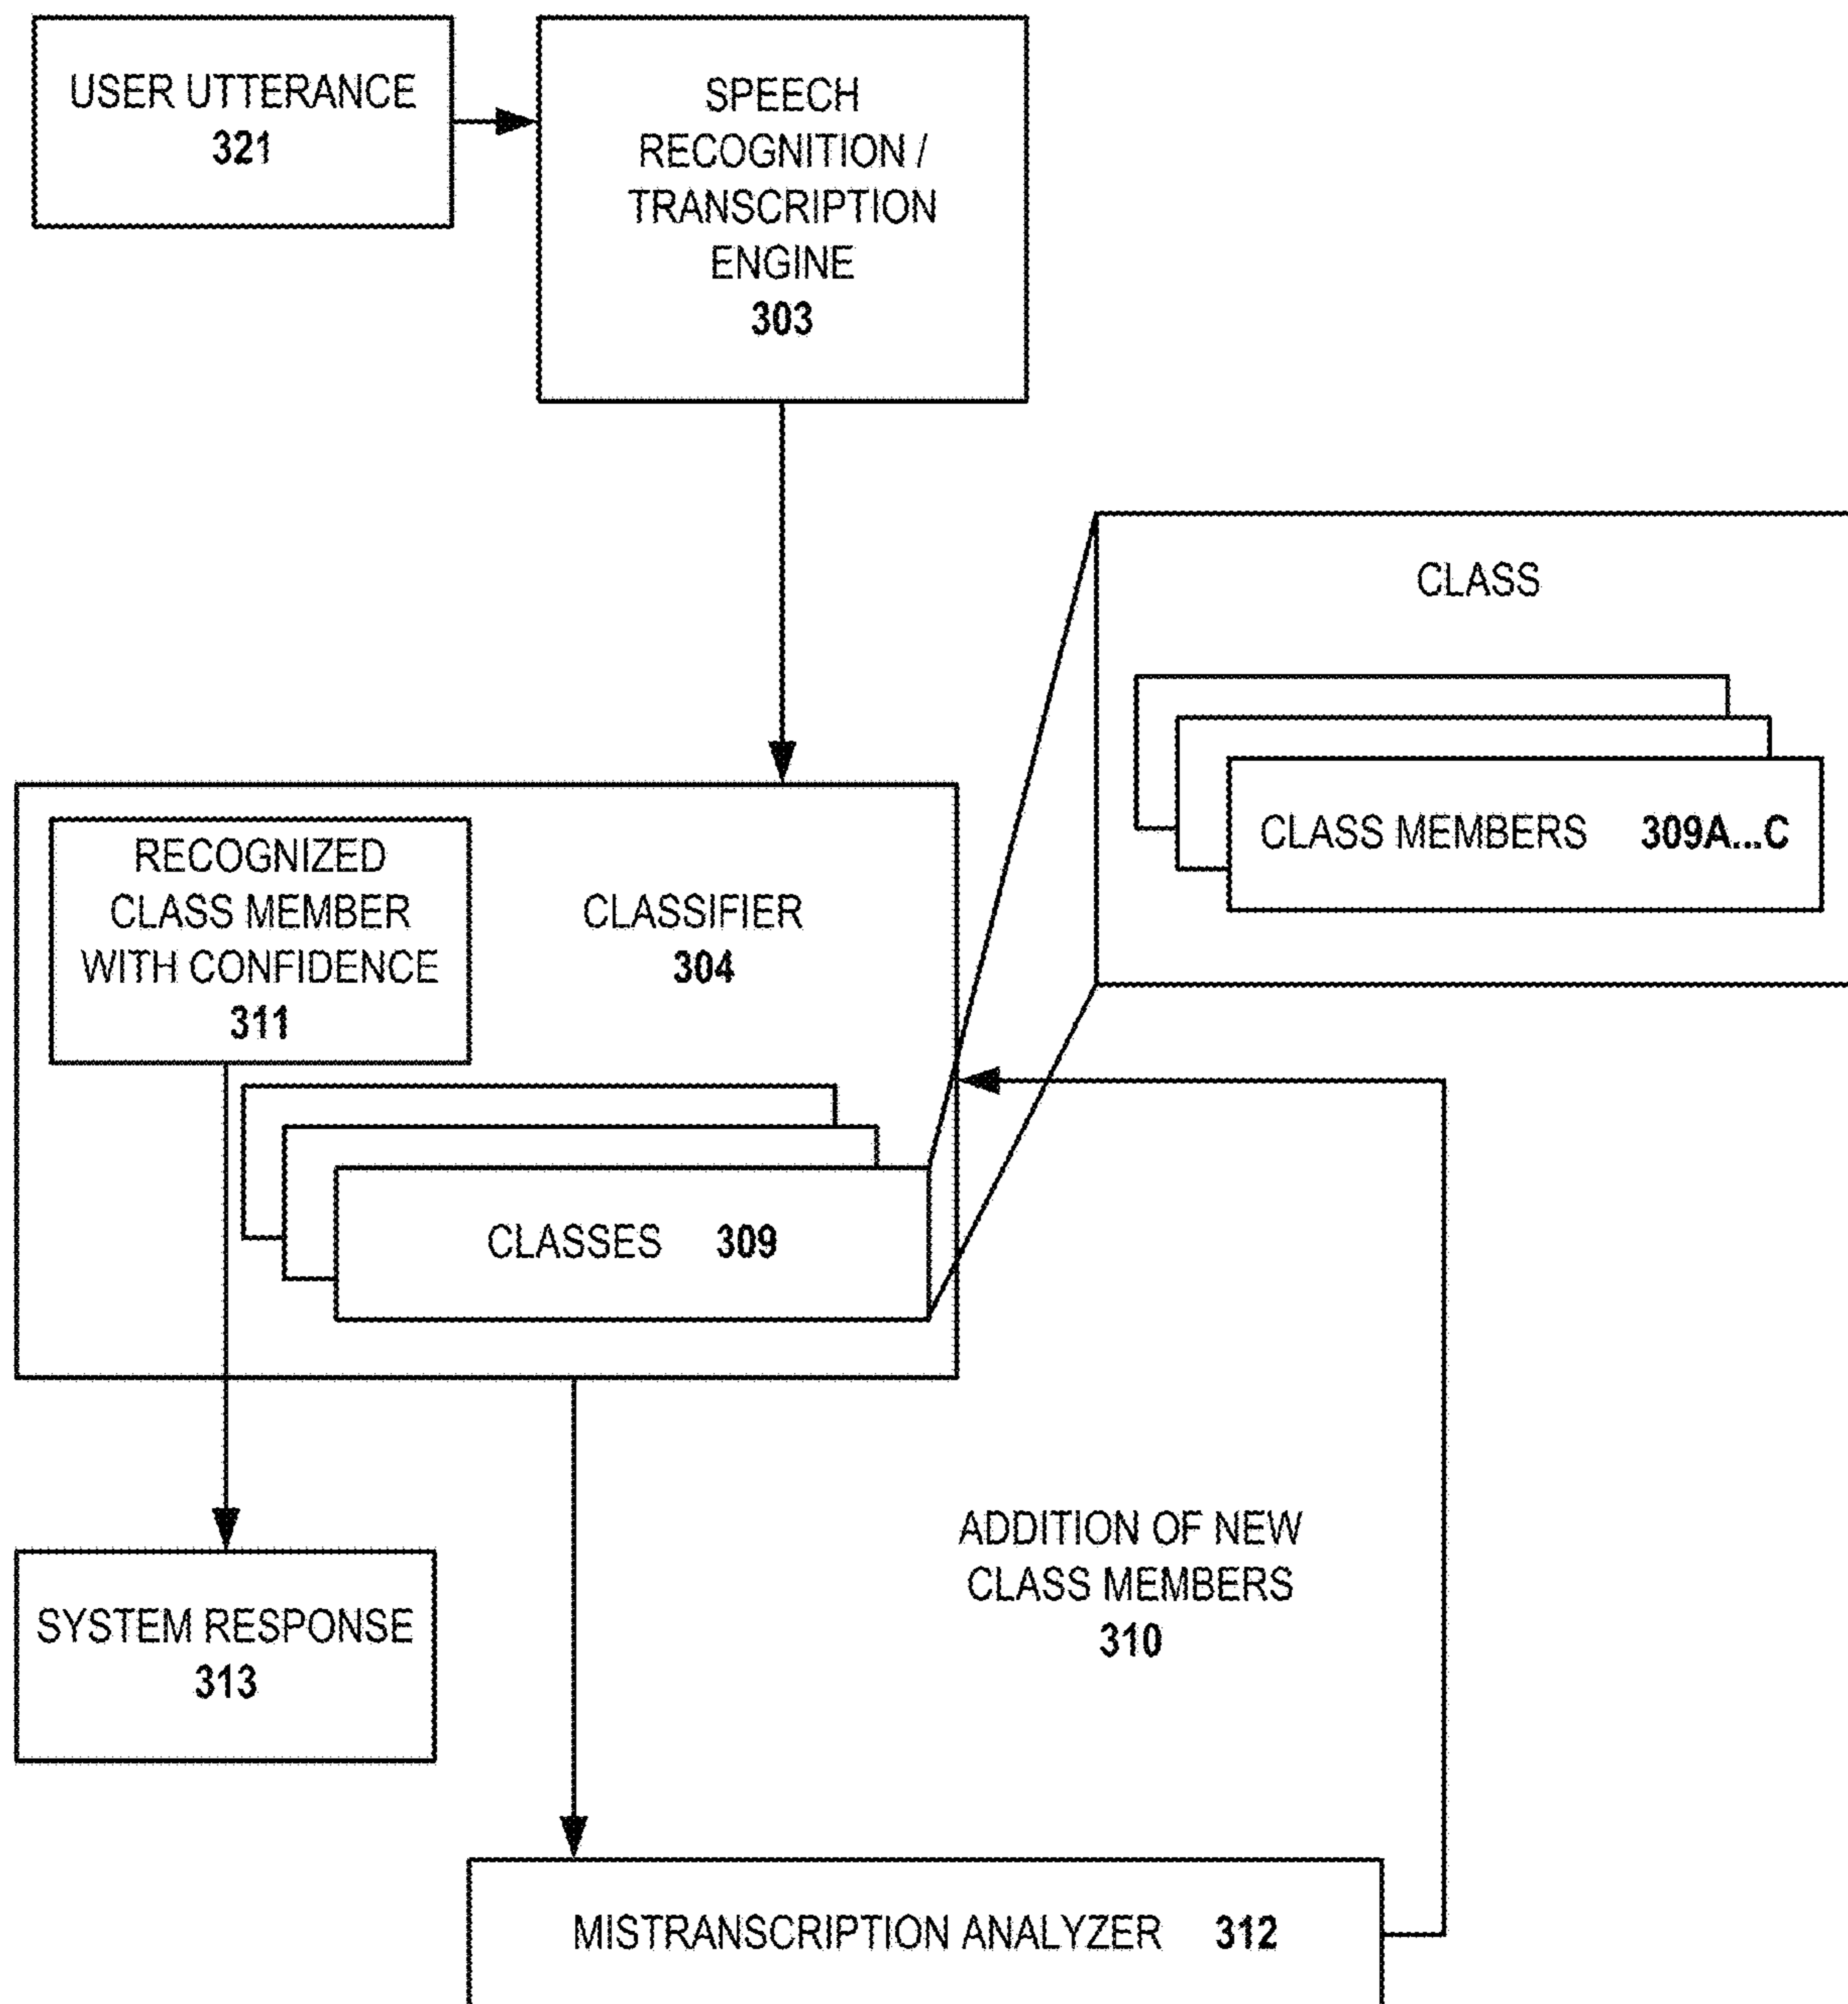 USER UTTERANCE
321
SPEECH
RECOGNITION /
TRANSCRIPTION
ENGINE
303
CLASS
CLASS MEMBERS 309A...C
RECOGNIZED
CLASS MEMBER
WITH CONFIDENCE
311
CLASSIFIER
304
CLASSES 309
ADDITION OF NEW
CLASS MEMBERS
310
SYSTEM RESPONSE
313
MISTRANSCRIPTION ANALYZER 312